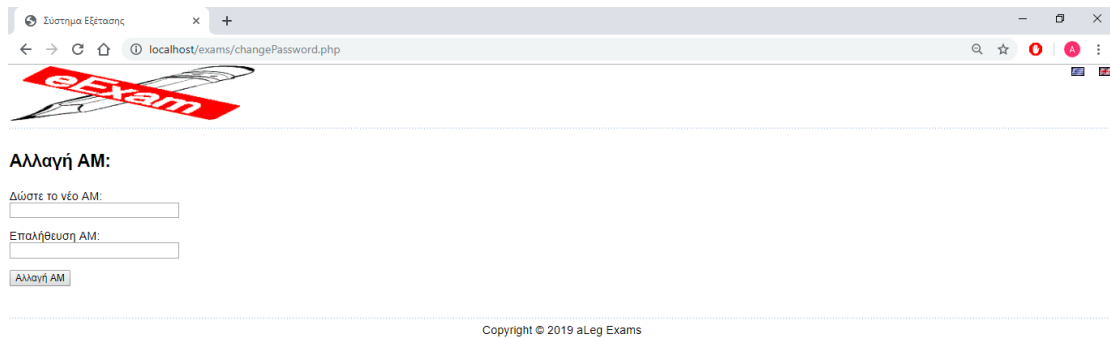 Σύστημα Εξέτασης
localhost/exams/changePassword.php
A
eExam
Αλλαγή ΑΜ:
Δώστε το νέο ΑΜ:
Επαλήθευση ΑΜ:
Αλλαγή ΑΜ
Copyright © 2019 aLeg Exams